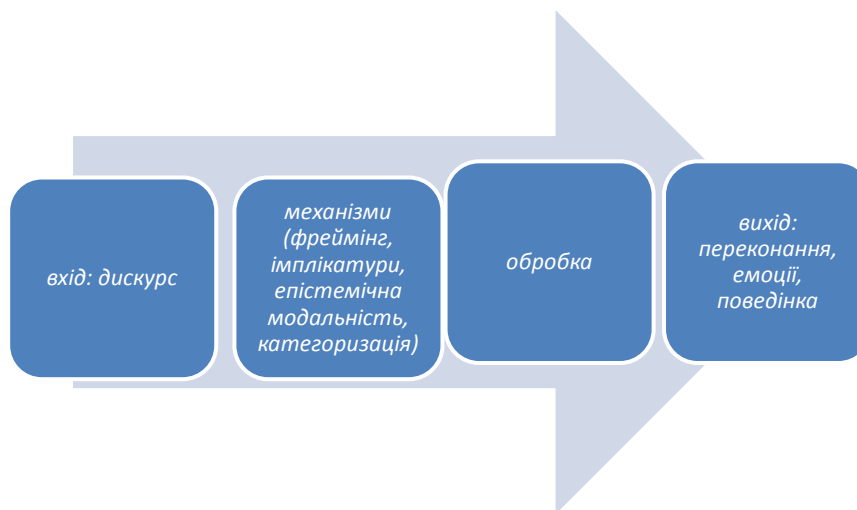 вхід: дискурс
механізми
(фреймінг,
імплікатури,
епістемічна
модальність,
категоризація)
обробка
вихід:
переконання,
емоції,
поведінка